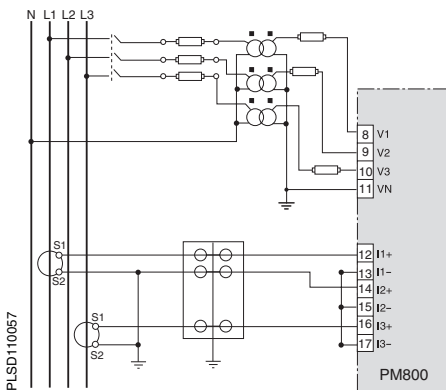 N L1 L2 L3
8 V1
9 V2
10 V3
11 VN
S1
S2
12 I1+
13 I1-
14 I2+
15 I2-
16 I3+
17 I3-
S1
S2
PM800
PLSD110057